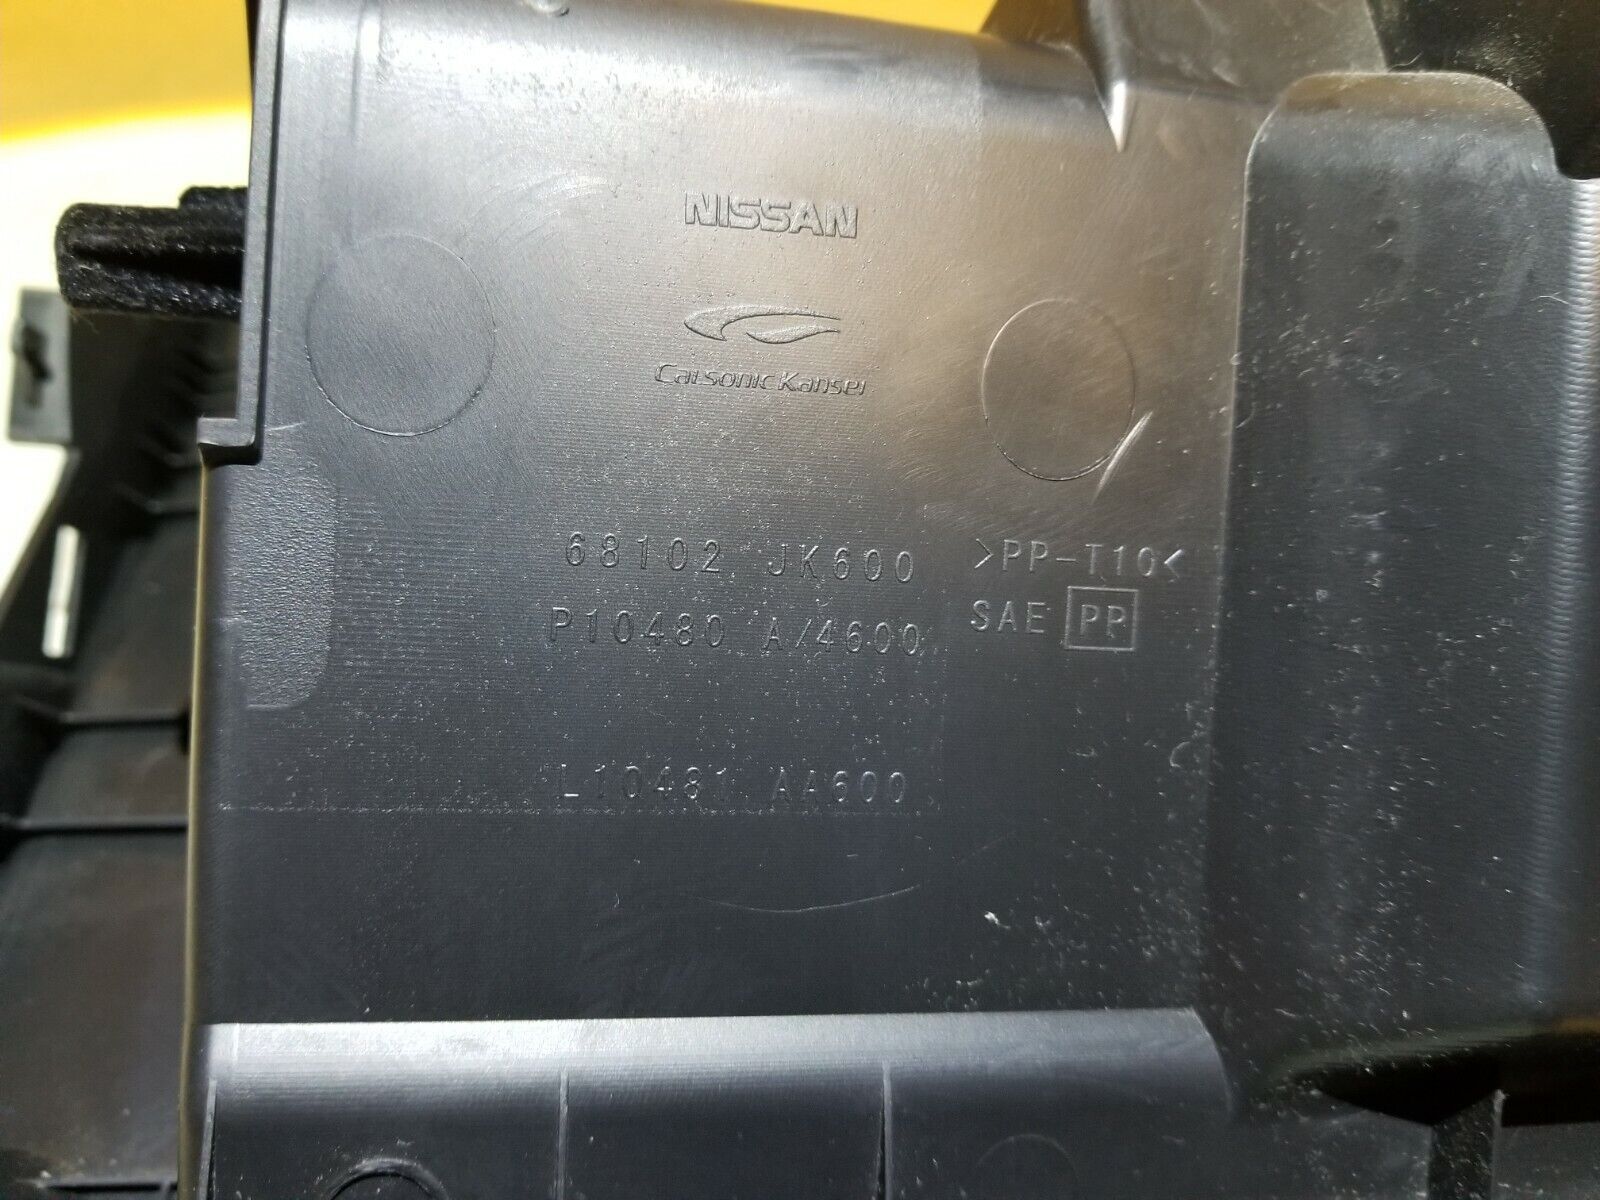 NISSAN
CalsonicKansei
68102 JK600
>PP-T10<
P10480 A/4600
SAE PP
L10481 AA600